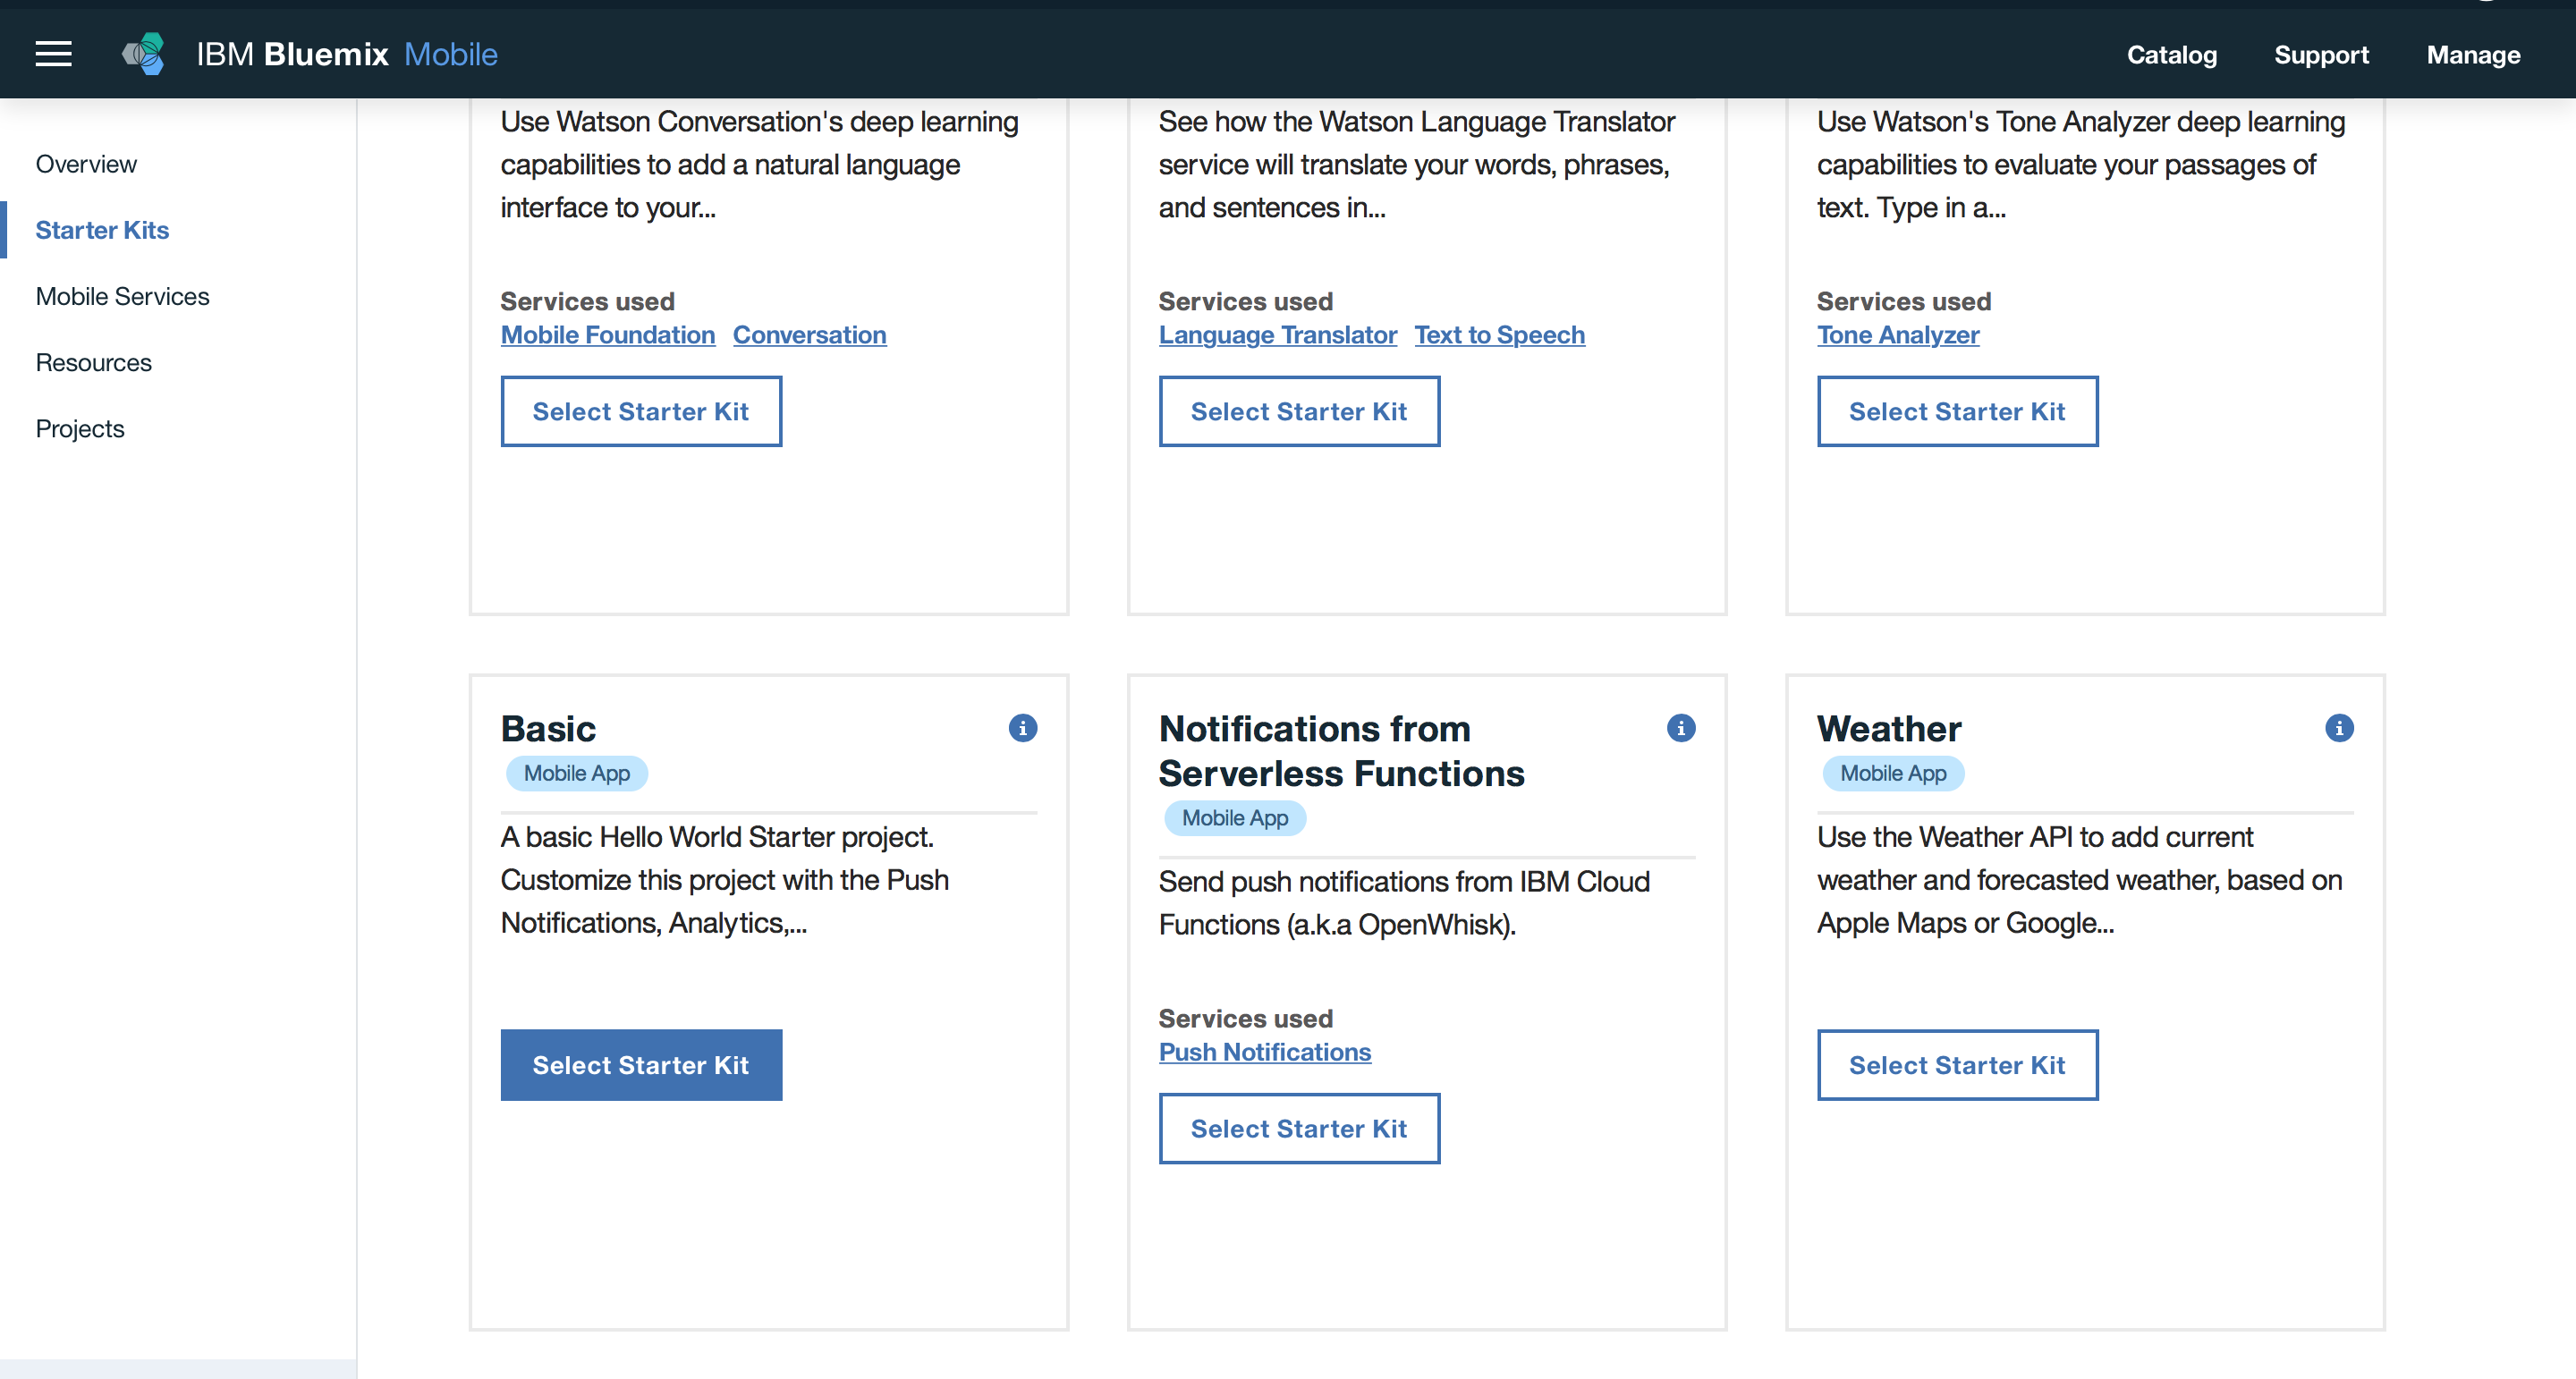 IBM Bluemix Mobile
Catalog Support Manage
Overview
Starter Kits
Mobile Services
Resources
Projects
Use Watson Conversation's deep learning
capabilities to add a natural language
interface to your...
Services used
Mobile Foundation Conversation
Select Starter Kit
See how the Watson Language Translator
service will translate your words, phrases,
and sentences in...
Services used
Language Translator Text to Speech
Select Starter Kit
Use Watson's Tone Analyzer deep learning
capabilities to evaluate your passages of
text. Type in a...
Services used
Tone Analyzer
Select Starter Kit
Basic
Mobile App
A basic Hello World Starter project.
Customize this project with the Push
Notifications, Analytics,...
Select Starter Kit
Notifications from
Serverless Functions
Mobile App
Send push notifications from IBM Cloud
Functions (a.k.a OpenWhisk).
Services used
Push Notifications
Select Starter Kit
Weather
Mobile App
Use the Weather API to add current
weather and forecasted weather, based on
Apple Maps or Google...
Select Starter Kit